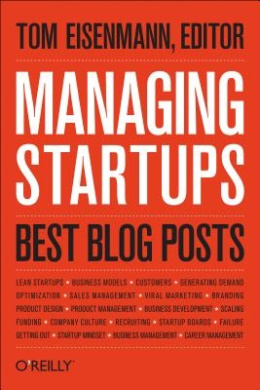 TOM EISENMANN, EDITOR
MANAGING
STARTUPS
BEST BLOG POSTS
LEAN STARTUPS • BUSINESS MODELS • CUSTOMERS • GENERATING DEMAND
OPTIMIZATION • SALES MANAGEMENT • VIRAL MARKETING • BRANDING
PRODUCT DESIGN • PRODUCT MANAGEMENT • BUSINESS DEVELOPMENT • SCALING
FUNDING • COMPANY CULTURE • RECRUITING • STARTUP BOARDS • FAILURE
GETTING OUT • STARTUP MINDSET • BUSINESS MANAGEMENT • CAREER MANAGEMENT
O'REILLY®